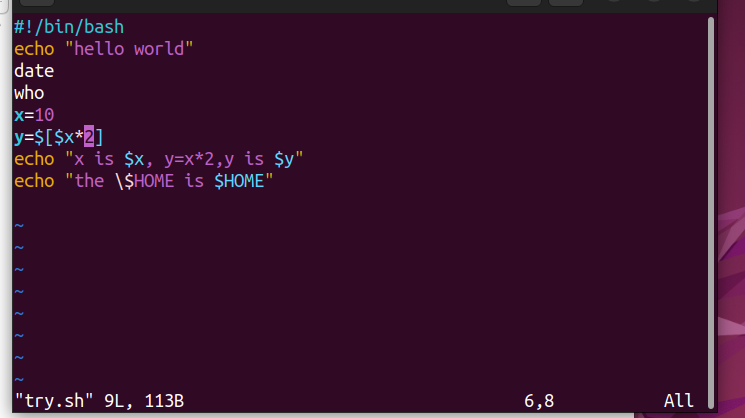 #!/bin/bash
echo "hello world"
date
who
x=10
y=$[$x*2]
echo "x is $x, y=x*2,y is $y"
echo "the \$HOME is $HOME"
~
~
~
~
~
~
~
~
"try.sh" 9L, 113B 6,8 All